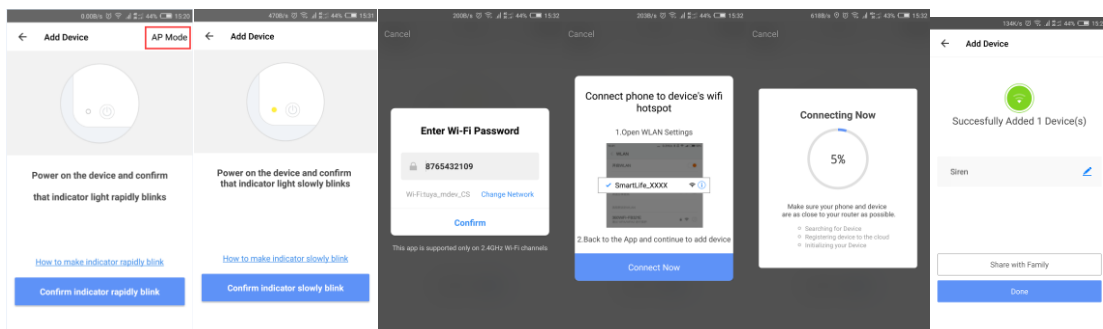 0.00B/s 44% 15:20
← Add Device AP Mode
Power on the device and confirm
that indicator light rapidly blinks
How to make indicator rapidly blink
Confirm indicator rapidly blink
470B/s 44% 15:31
← Add Device
Power on the device and confirm
that indicator light slowly blinks
How to make indicator slowly blink
Confirm indicator slowly blink
200B/s 44% 15:32
Cancel
Enter Wi-Fi Password
8765432109
Wi-Fi:tuya_mdev_CS Change Network
Confirm
This app is supported only on 2.4GHz Wi-Fi channels
203B/s 44% 15:32
Cancel
Connect phone to device's wifi
hotspot
1.Open WLAN Settings
WLAN
SmartLife_XXXX
2.Back to the App and continue to add device
Connect Now
618B/s 43% 15:32
Cancel
Connecting Now
5%
Make sure your phone and device
are as close to your router as possible.
Searching for Device
Registering device to the cloud
Initializing your Device
134K/s 44%
← Add Device
Succesfully Added 1 Device(s)
Siren
Share with Family
Done